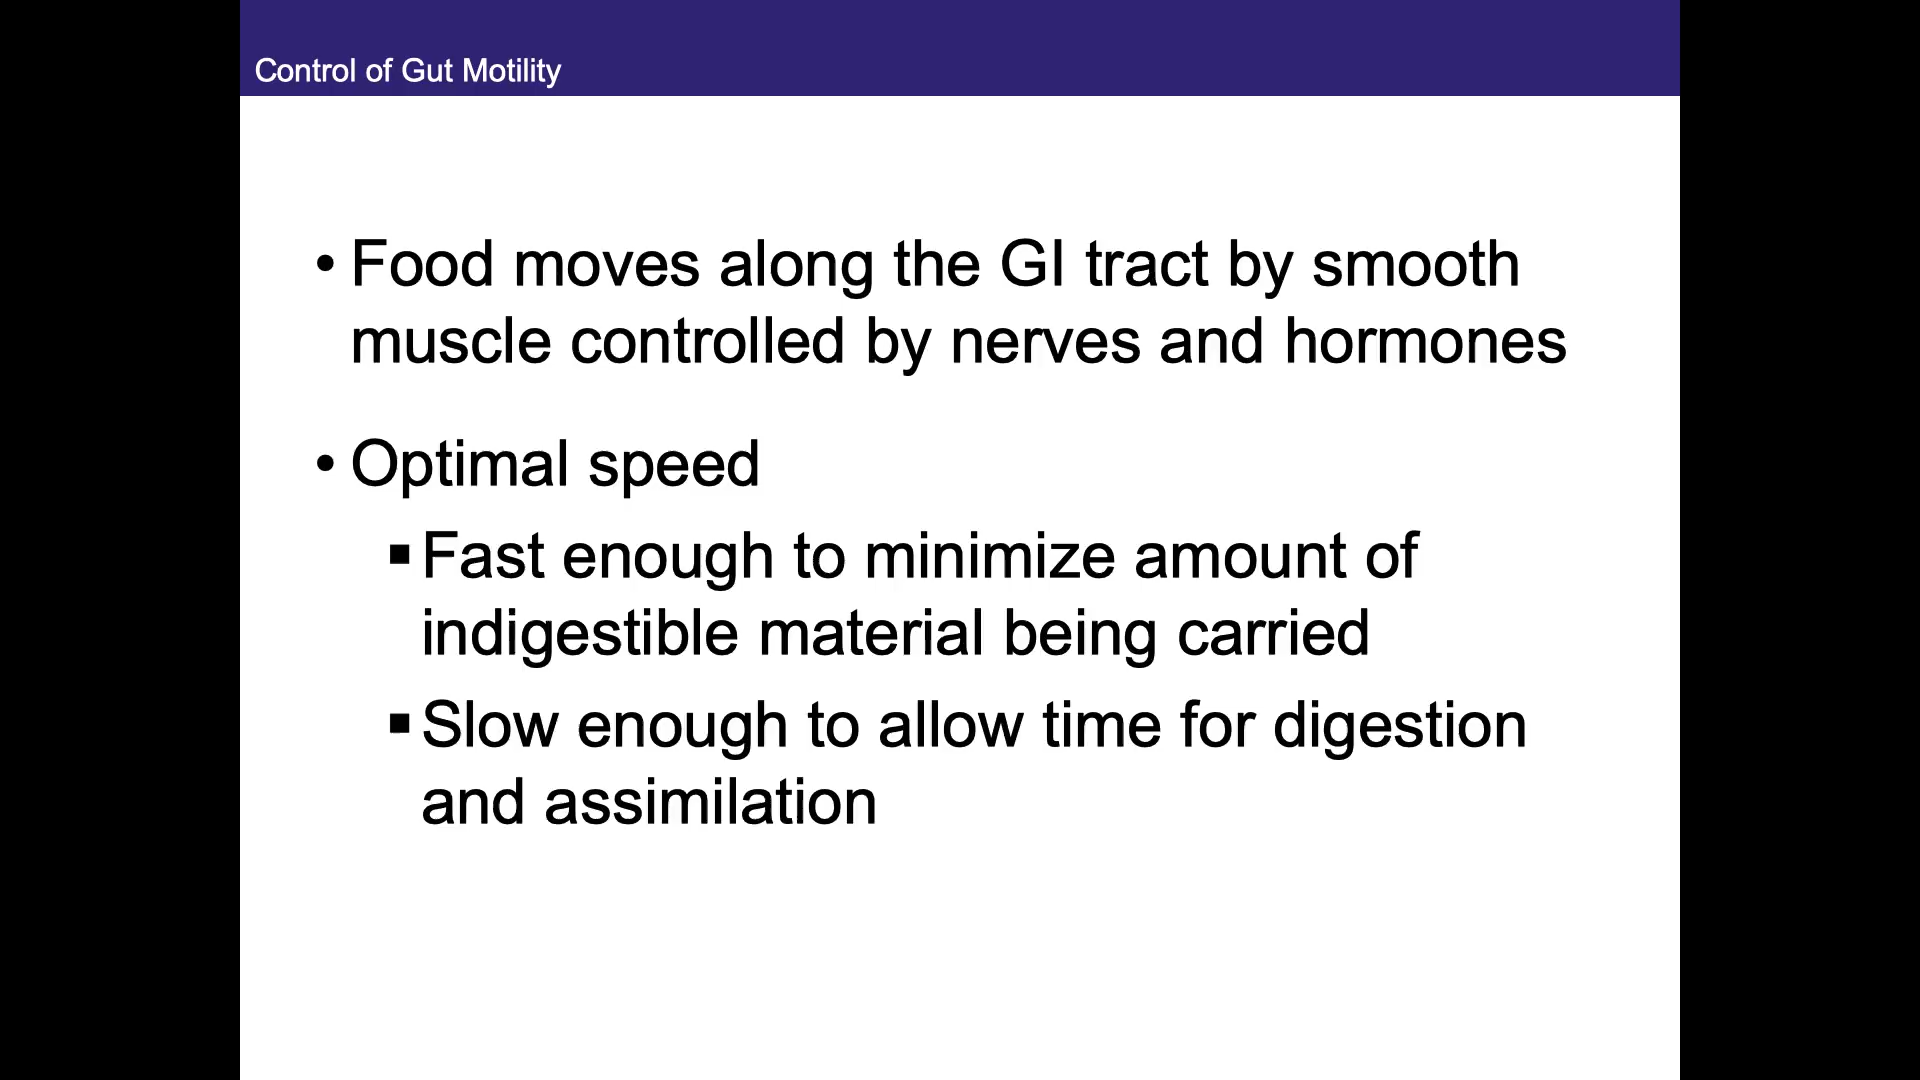 Control of Gut Motility
• Food moves along the GI tract by smooth
muscle controlled by nerves and hormones
• Optimal speed
▪ Fast enough to minimize amount of
indigestible material being carried
▪ Slow enough to allow time for digestion
and assimilation